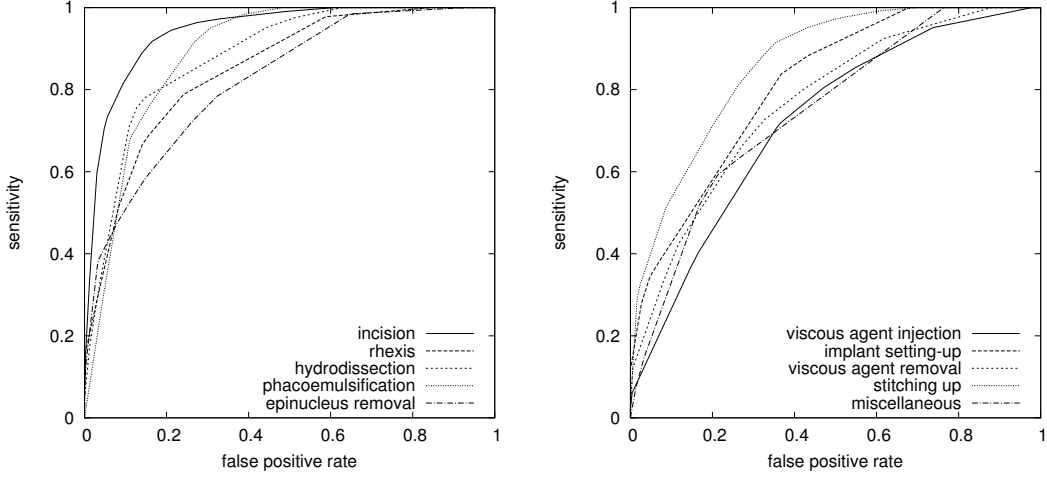 1
0.8
0.6
0.4
0.2
0
sensitivity
incision
rhexis
hydrodissection
phacoemulsification
epinucleus removal
0 0.2 0.4 0.6 0.8 1
false positive rate
1
0.8
0.6
0.4
0.2
0
sensitivity
viscous agent injection
implant setting-up
viscous agent removal
stitching up
miscellaneous
0 0.2 0.4 0.6 0.8 1
false positive rate